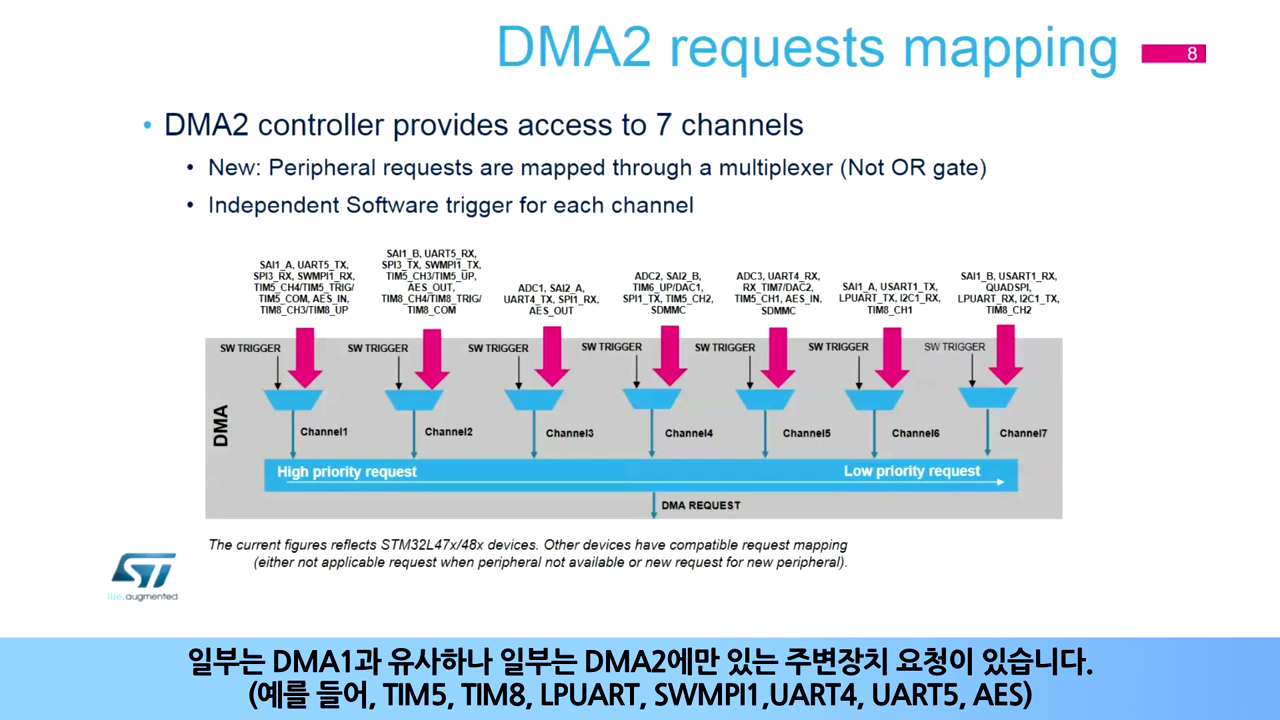 DMA2 requests mapping
8
• DMA2 controller provides access to 7 channels
• New: Peripheral requests are mapped through a multiplexer (Not OR gate)
• Independent Software trigger for each channel
SAI1_A, UART5_TX,
SPI3_RX, SWMPI1_RX,
TIM5_CH4/TIM5_TRIG/
TIM5_COM, AES_IN,
TIM8_CH3/TIM8_UP
SAI1_B, UART5_RX,
SPI3_TX, SWMPI1_TX,
TIM5_CH3/TIM5_UP,
AES_OUT,
TIM8_CH4/TIM8_TRIG/
TIM8_COM
ADC1, SAI2_A,
UART4_TX, SPI1_RX,
AES_OUT
ADC2, SAI2_B,
TIM6_UP/DAC1,
SPI1_TX, TIM5_CH2,
SDMMC
ADC3, UART4_RX,
RX_TIM7/DAC2,
TIM5_CH1, AES_IN,
SDMMC
SAI1_A, USART1_TX,
LPUART_TX, I2C1_RX,
TIM8_CH1
SAI1_B, USART1_RX,
QUADSPI,
LPUART_RX, I2C1_TX,
TIM8_CH2
SW TRIGGER
SW TRIGGER
SW TRIGGER
SW TRIGGER
SW TRIGGER
SW TRIGGER
SW TRIGGER
DMA
Channel1
Channel2
Channel3
Channel4
Channel5
Channel6
Channel7
High priority request
Low priority request
DMA REQUEST
The current figures reflects STM32L47x/48x devices. Other devices have compatible request mapping
(either not applicable request when peripheral not available or new request for new peripheral).
ST
life.augmented
일부는 DMA1과 유사하나 일부는 DMA2에만 있는 주변장치 요청이 있습니다.
(예를 들어, TIM5, TIM8, LPUART, SWMPI1,UART4, UART5, AES)